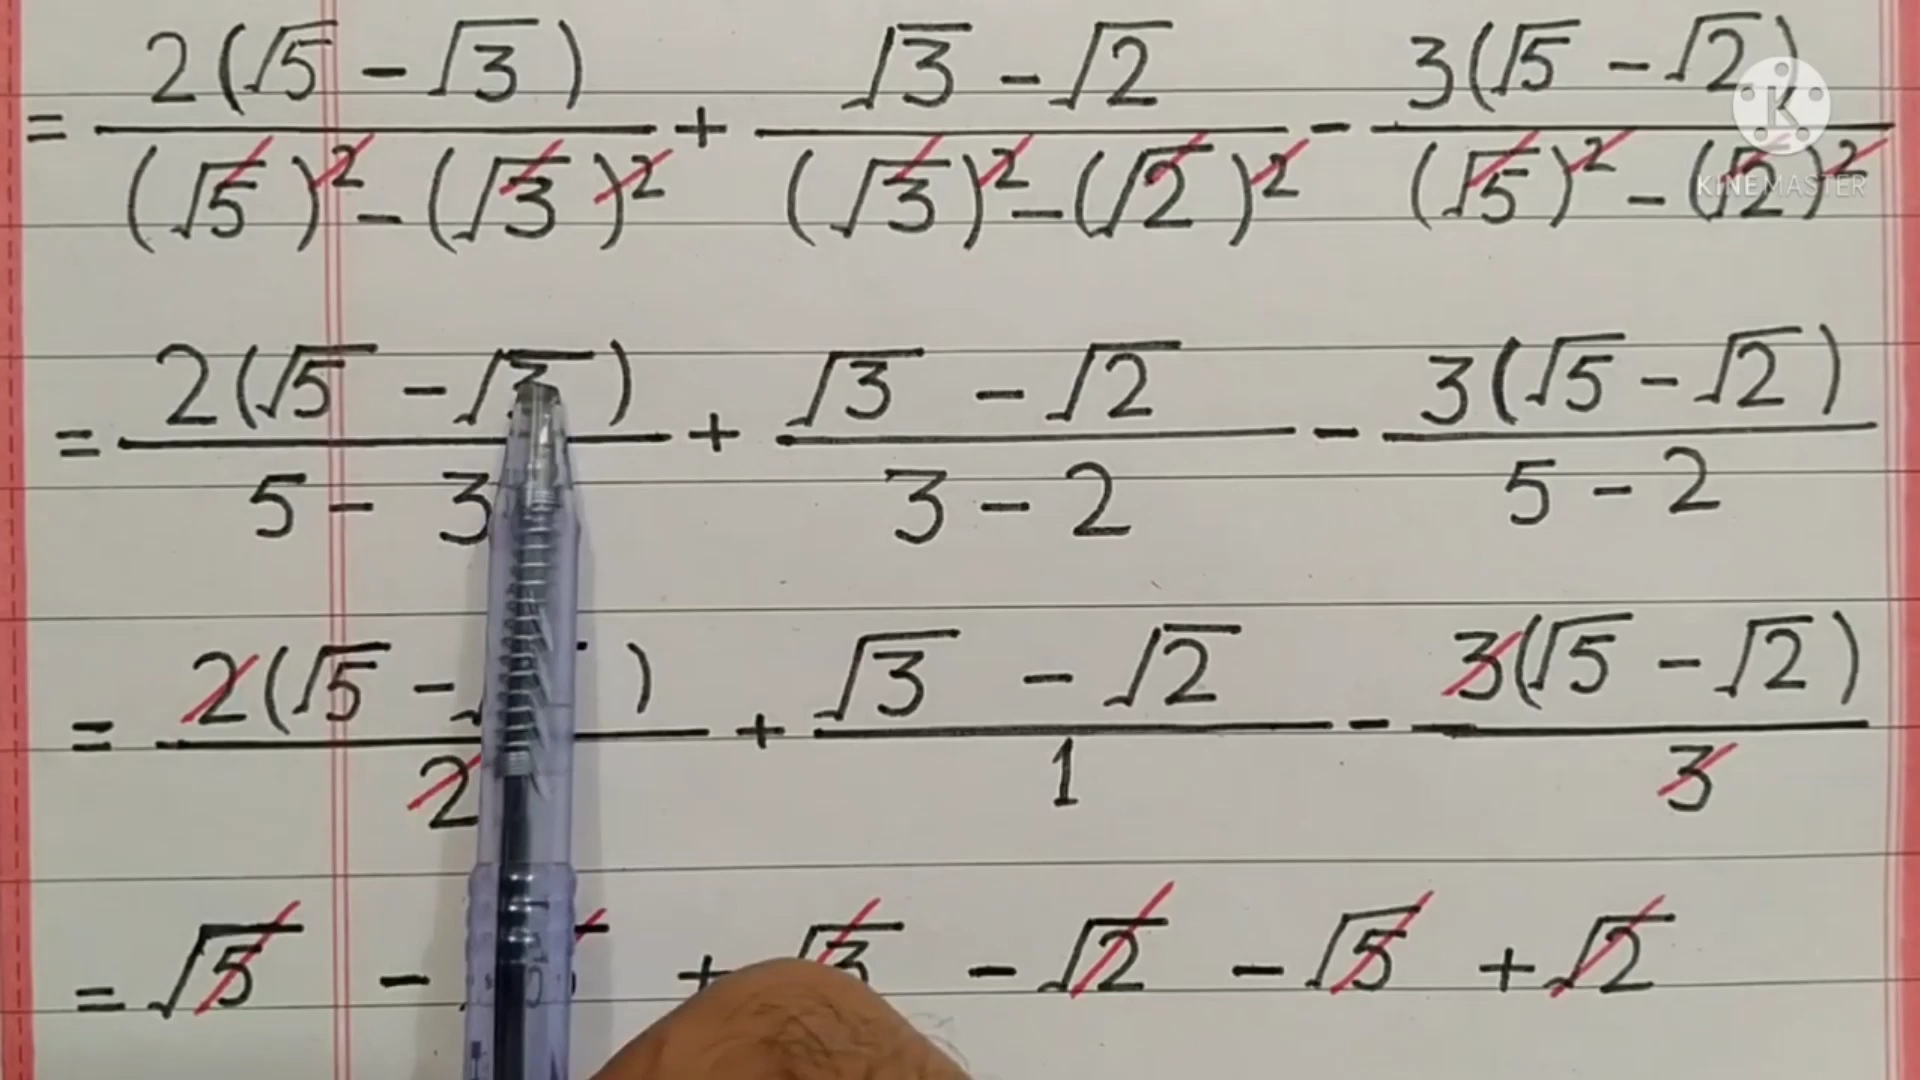 = 2(√5 - √3)/((√5)² - (√3)²) + (√3 - √2)/((√3)² - (√2)²) - 3(√5 - √2)/((√5)² - (√2)²)
= 2(√5 - √3)/(5 - 3) + (√3 - √2)/(3 - 2) - 3(√5 - √2)/(5 - 2)
= 2(√5 - √ )/2 + (√3 - √2)/1 - 3(√5 - √2)/3
= √5 - + √3 - √2 - √5 + √2
K
KINEMASTER